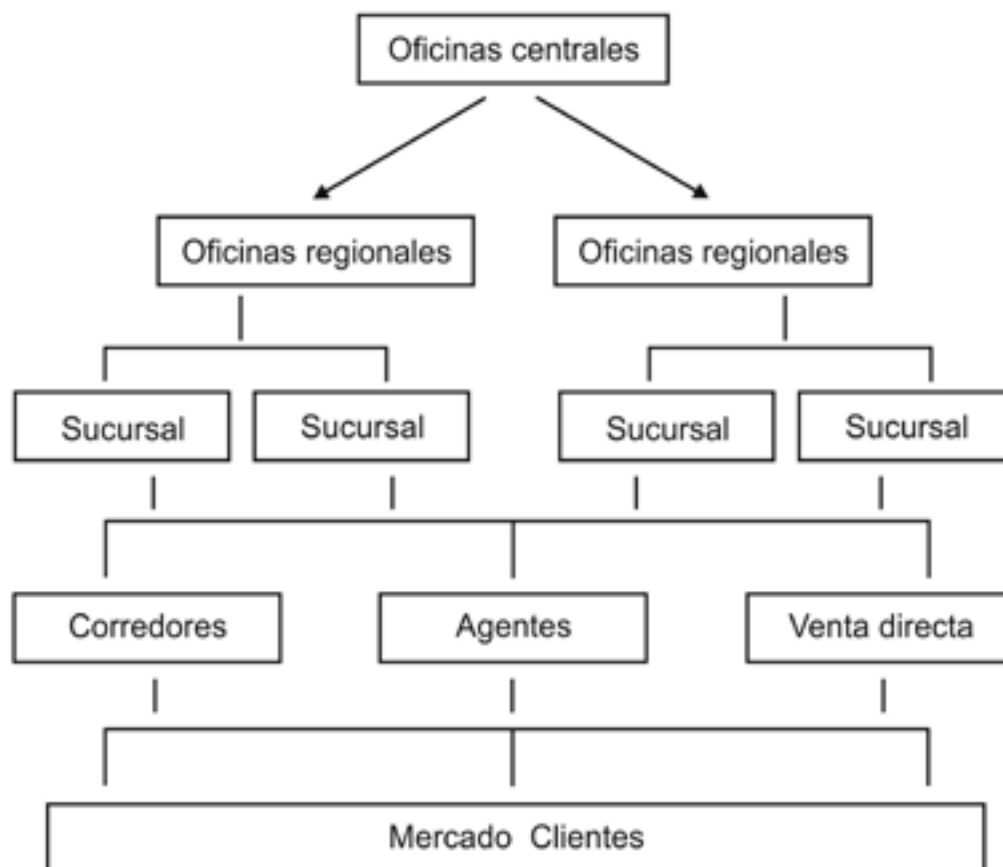 Oficinas centrales
Oficinas regionales
Oficinas regionales
Sucursal
Sucursal
Sucursal
Sucursal
Corredores
Agentes
Venta directa
Mercado Clientes